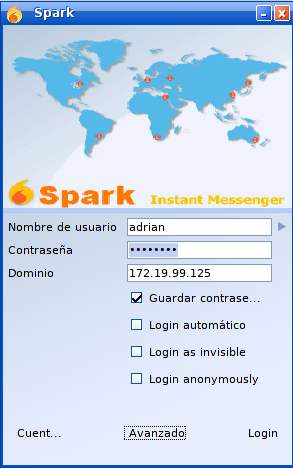 Spark
Spark Instant Messenger
Nombre de usuario adrian
Contraseña ••••••••
Dominio 172.19.99.125
Guardar contrase...
Login automático
Login as invisible
Login anonymously
Cuent... Avanzado Login